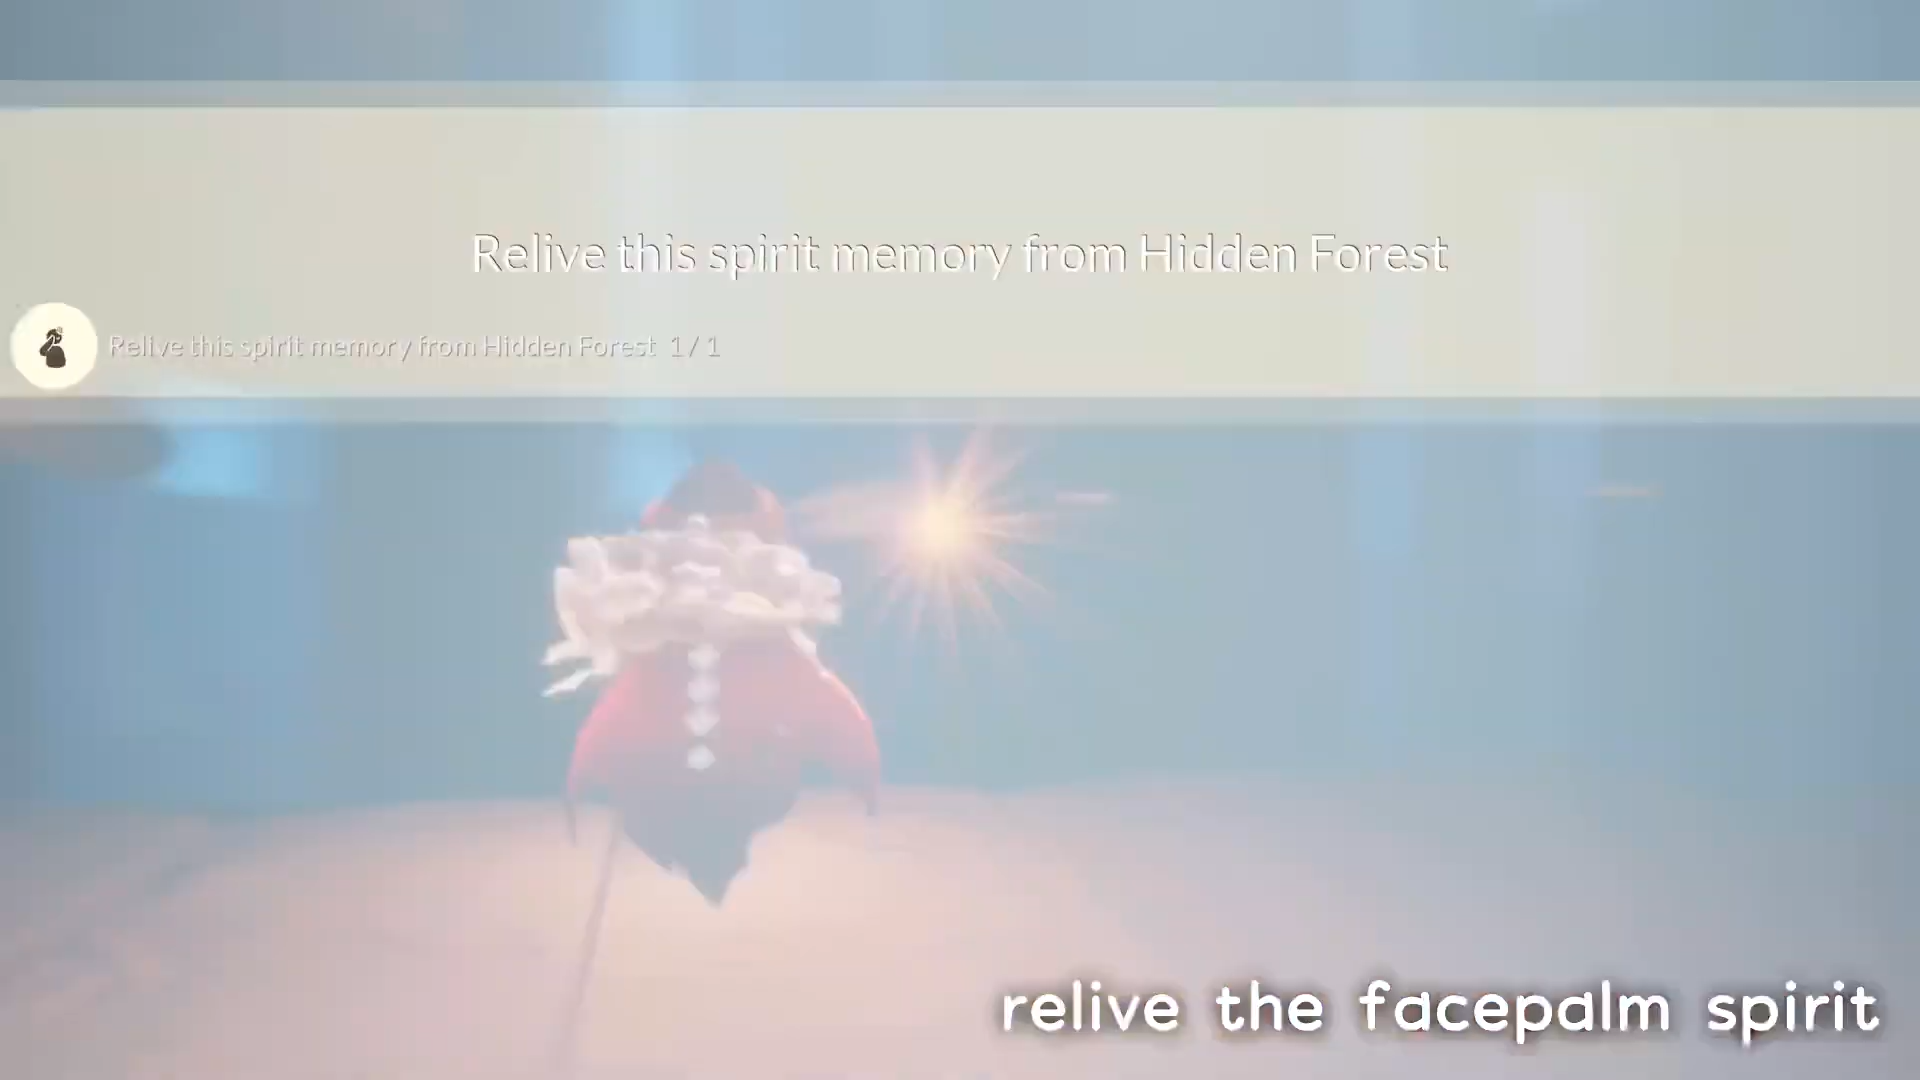 Relive this spirit memory from Hidden Forest
Relive this spirit memory from Hidden Forest 1 / 1
relive the facepalm spirit